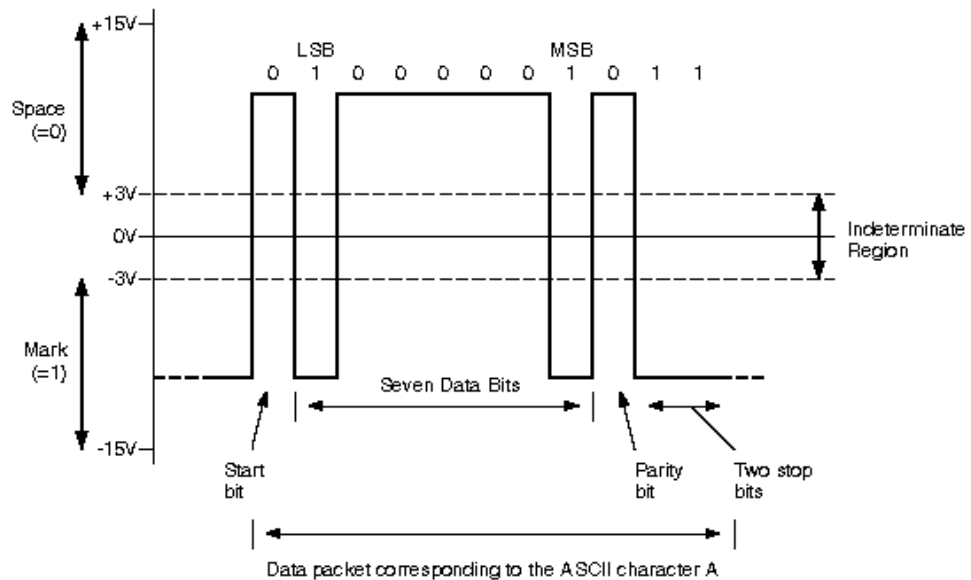 +15V
LSB MSB
0 1 0 0 0 0 0 1 0 1 1
Space
(=0)
+3V
0V
Indeterminate
Region
-3V
Mark
(=1)
Seven Data Bits
-15V
Start
bit
Parity
bit
Two stop
bits
Data packet corresponding to the ASCII character A